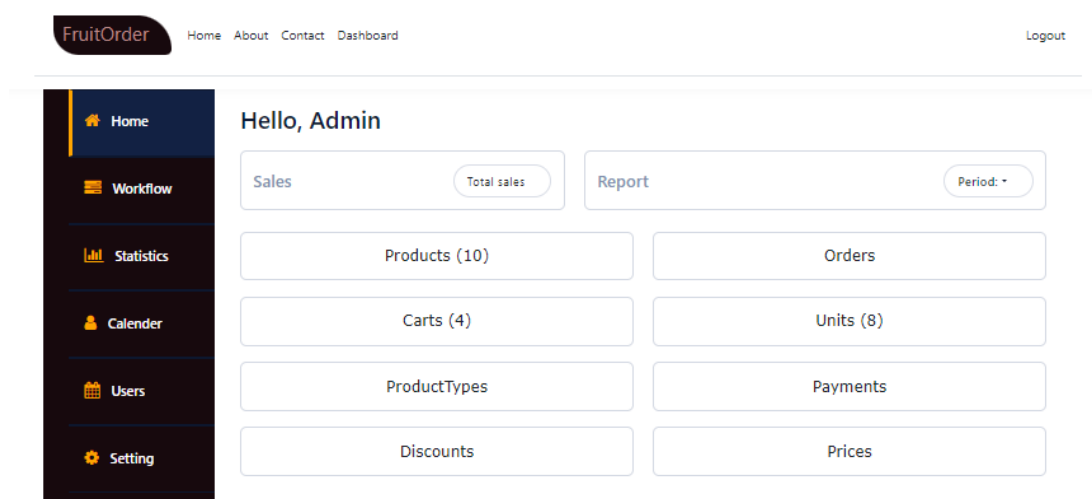 FruitOrder
Home About Contact Dashboard
Logout
Home
Workflow
Statistics
Calender
Users
Setting
Hello, Admin
Sales
Total sales
Report
Period:
Products (10)
Orders
Carts (4)
Units (8)
ProductTypes
Payments
Discounts
Prices